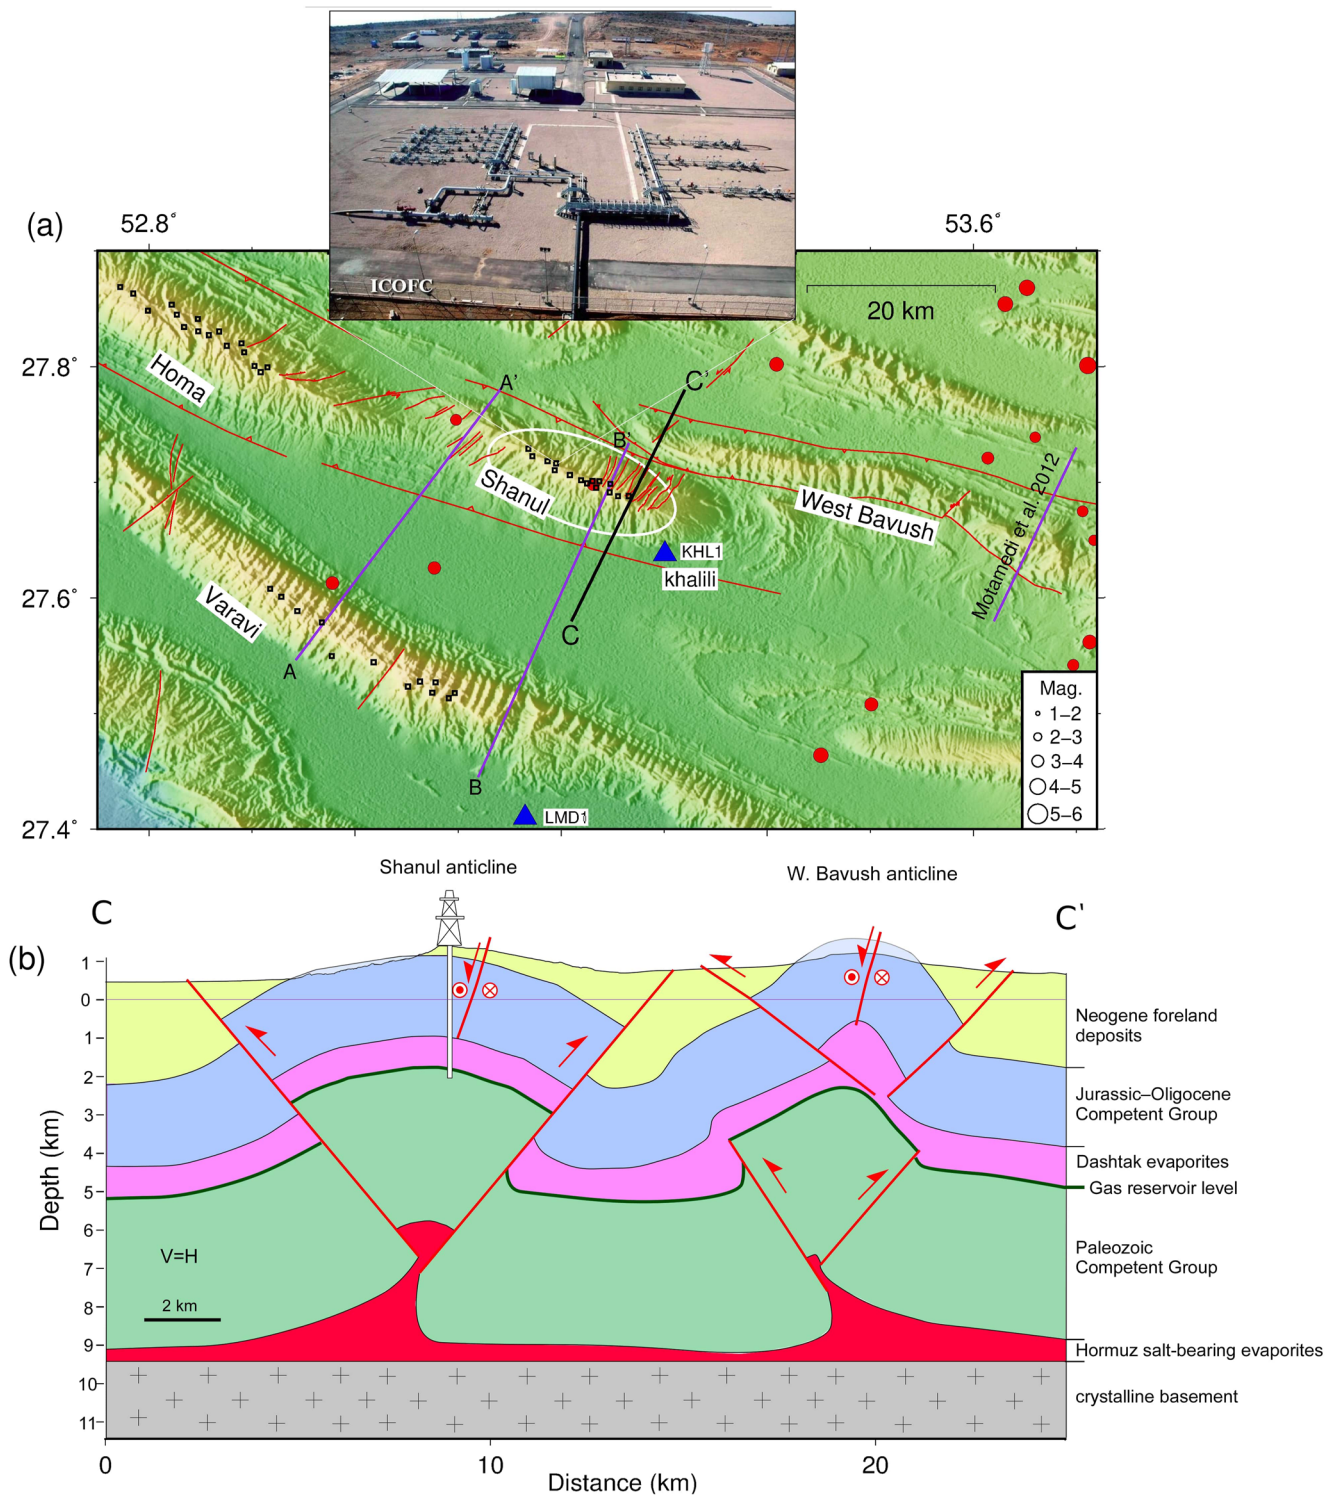 ICOFC
(a)
52.8°
53.6°
20 km
27.8°
27.6°
27.4°
Homa
A'
C'
B'
Shanul
West Bavush
KHL1
khalili
Varavi
A
C
B
LMD1
Motamedi et al. 2012
Mag.
1–2
2–3
3–4
4–5
5–6
Shanul anticline
W. Bavush anticline
C
C'
(b)
1
0
1
2
3
4
5
6
7
8
9
10
11
Depth (km)
V=H
2 km
Neogene foreland
deposits
Jurassic–Oligocene
Competent Group
Dashtak evaporites
Gas reservoir level
Paleozoic
Competent Group
Hormuz salt-bearing evaporites
crystalline basement
0
10
20
Distance (km)